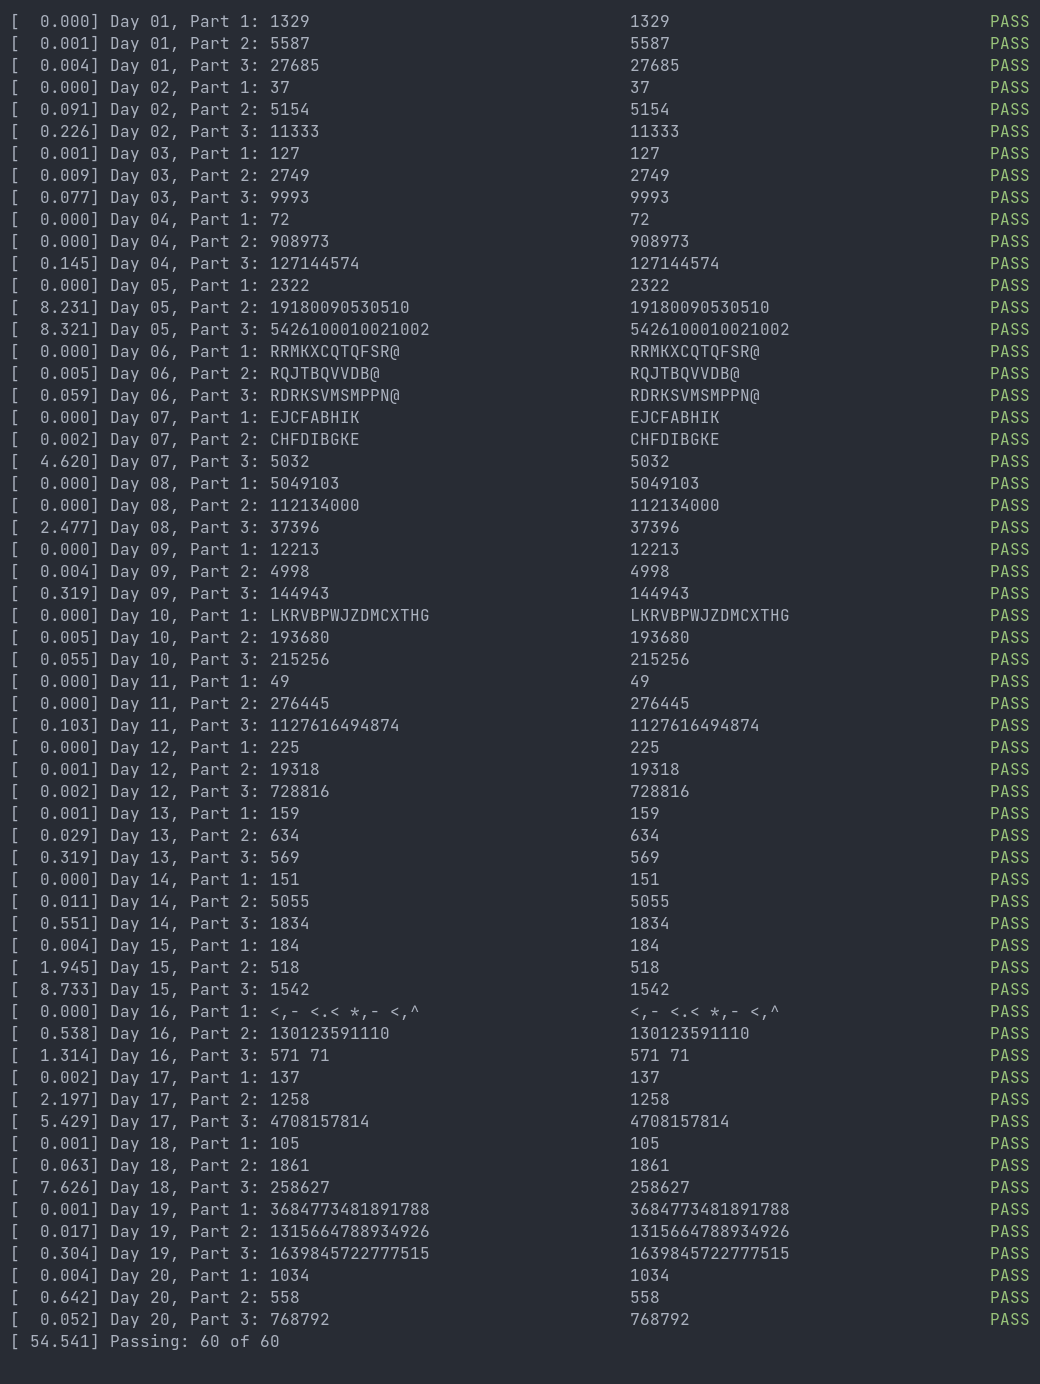 [  0.000] Day 01, Part 1: 1329                                1329                                PASS
[  0.001] Day 01, Part 2: 5587                                5587                                PASS
[  0.004] Day 01, Part 3: 27685                               27685                               PASS
[  0.000] Day 02, Part 1: 37                                  37                                  PASS
[  0.091] Day 02, Part 2: 5154                                5154                                PASS
[  0.226] Day 02, Part 3: 11333                               11333                               PASS
[  0.001] Day 03, Part 1: 127                                 127                                 PASS
[  0.009] Day 03, Part 2: 2749                                2749                                PASS
[  0.077] Day 03, Part 3: 9993                                9993                                PASS
[  0.000] Day 04, Part 1: 72                                  72                                  PASS
[  0.000] Day 04, Part 2: 908973                              908973                              PASS
[  0.145] Day 04, Part 3: 127144574                           127144574                           PASS
[  0.000] Day 05, Part 1: 2322                                2322                                PASS
[  8.231] Day 05, Part 2: 19180090530510                      19180090530510                      PASS
[  8.321] Day 05, Part 3: 5426100010021002                    5426100010021002                    PASS
[  0.000] Day 06, Part 1: RRMKXCQTQFSR@                       RRMKXCQTQFSR@                       PASS
[  0.005] Day 06, Part 2: RQJTBQVVDB@                         RQJTBQVVDB@                         PASS
[  0.059] Day 06, Part 3: RDRKSVMSMPPN@                       RDRKSVMSMPPN@                       PASS
[  0.000] Day 07, Part 1: EJCFABHIK                           EJCFABHIK                           PASS
[  0.002] Day 07, Part 2: CHFDIBGKE                           CHFDIBGKE                           PASS
[  4.620] Day 07, Part 3: 5032                                5032                                PASS
[  0.000] Day 08, Part 1: 5049103                             5049103                             PASS
[  0.000] Day 08, Part 2: 112134000                           112134000                           PASS
[  2.477] Day 08, Part 3: 37396                               37396                               PASS
[  0.000] Day 09, Part 1: 12213                               12213                               PASS
[  0.004] Day 09, Part 2: 4998                                4998                                PASS
[  0.319] Day 09, Part 3: 144943                              144943                              PASS
[  0.000] Day 10, Part 1: LKRVBPWJZDMCXTHG                    LKRVBPWJZDMCXTHG                    PASS
[  0.005] Day 10, Part 2: 193680                              193680                              PASS
[  0.055] Day 10, Part 3: 215256                              215256                              PASS
[  0.000] Day 11, Part 1: 49                                  49                                  PASS
[  0.000] Day 11, Part 2: 276445                              276445                              PASS
[  0.103] Day 11, Part 3: 1127616494874                       1127616494874                       PASS
[  0.000] Day 12, Part 1: 225                                 225                                 PASS
[  0.001] Day 12, Part 2: 19318                               19318                               PASS
[  0.002] Day 12, Part 3: 728816                              728816                              PASS
[  0.001] Day 13, Part 1: 159                                 159                                 PASS
[  0.029] Day 13, Part 2: 634                                 634                                 PASS
[  0.319] Day 13, Part 3: 569                                 569                                 PASS
[  0.000] Day 14, Part 1: 151                                 151                                 PASS
[  0.011] Day 14, Part 2: 5055                                5055                                PASS
[  0.551] Day 14, Part 3: 1834                                1834                                PASS
[  0.004] Day 15, Part 1: 184                                 184                                 PASS
[  1.945] Day 15, Part 2: 518                                 518                                 PASS
[  8.733] Day 15, Part 3: 1542                                1542                                PASS
[  0.000] Day 16, Part 1: <,- <.< *,- <,^                     <,- <.< *,- <,^                     PASS
[  0.538] Day 16, Part 2: 130123591110                        130123591110                        PASS
[  1.314] Day 16, Part 3: 571 71                              571 71                              PASS
[  0.002] Day 17, Part 1: 137                                 137                                 PASS
[  2.197] Day 17, Part 2: 1258                                1258                                PASS
[  5.429] Day 17, Part 3: 4708157814                          4708157814                          PASS
[  0.001] Day 18, Part 1: 105                                 105                                 PASS
[  0.063] Day 18, Part 2: 1861                                1861                                PASS
[  7.626] Day 18, Part 3: 258627                              258627                              PASS
[  0.001] Day 19, Part 1: 3684773481891788                    3684773481891788                    PASS
[  0.017] Day 19, Part 2: 1315664788934926                    1315664788934926                    PASS
[  0.304] Day 19, Part 3: 1639845722777515                    1639845722777515                    PASS
[  0.004] Day 20, Part 1: 1034                                1034                                PASS
[  0.642] Day 20, Part 2: 558                                 558                                 PASS
[  0.052] Day 20, Part 3: 768792                              768792                              PASS
[ 54.541] Passing: 60 of 60